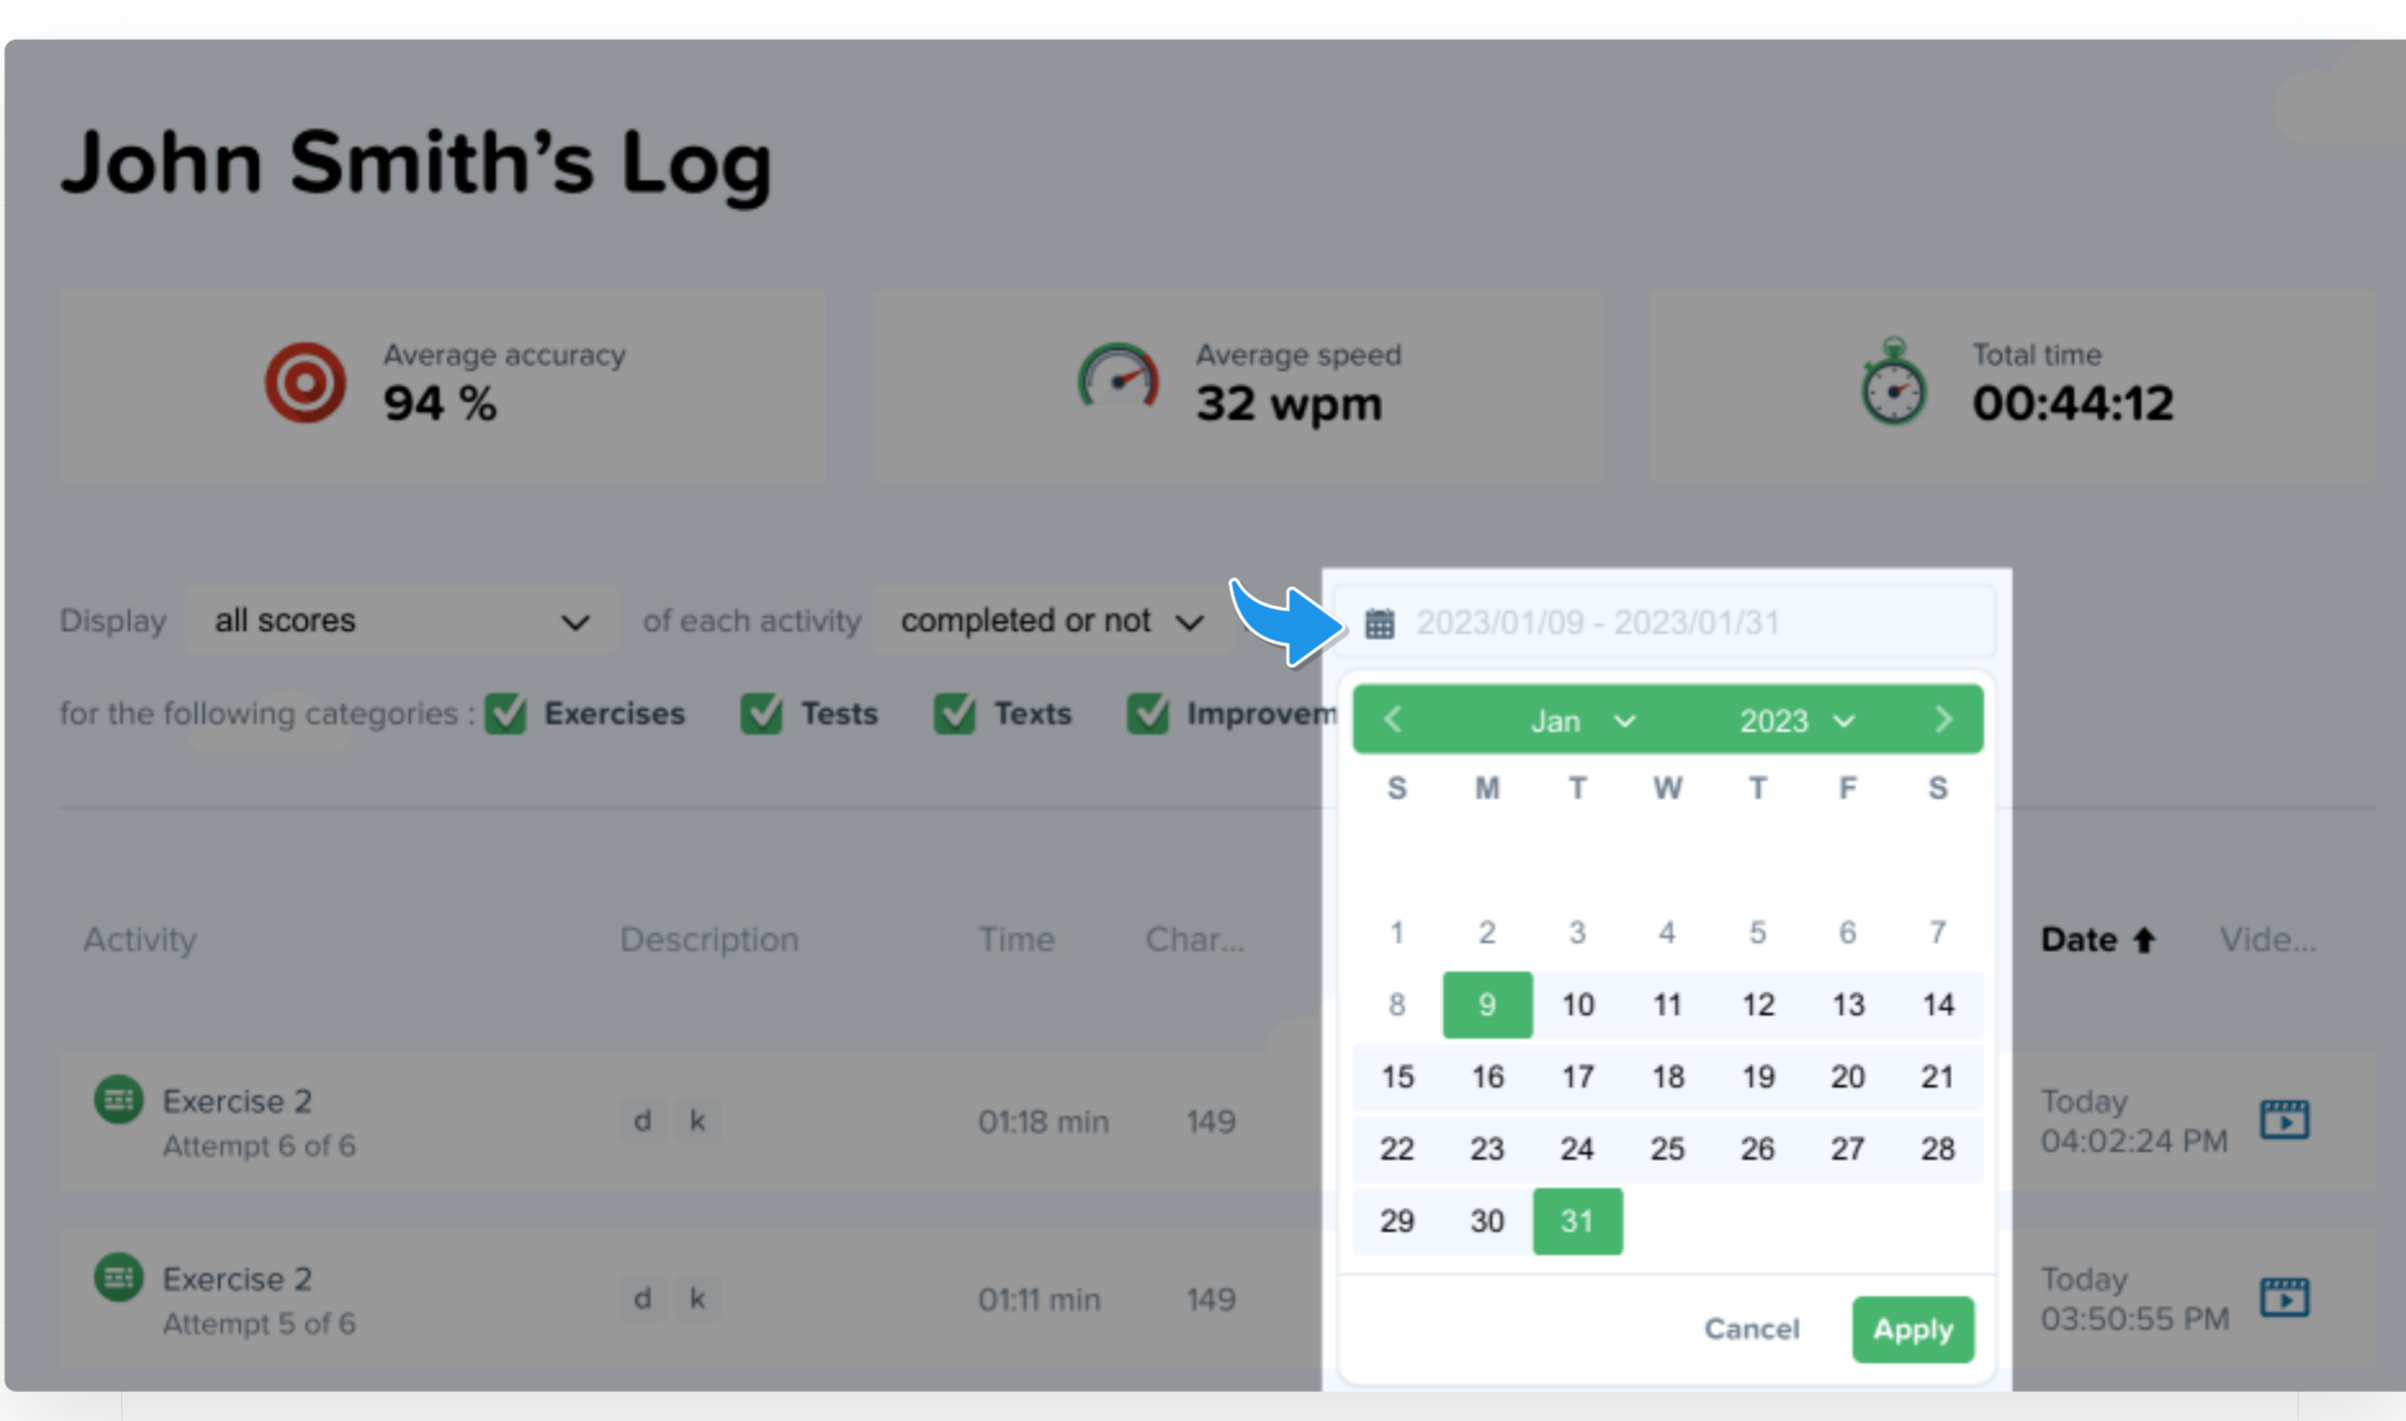 John Smith's Log
Average accuracy
94 %
Average speed
32 wpm
Total time
00:44:12
Display all scores of each activity completed or not
2023/01/09 - 2023/01/31
for the following categories : Exercises Tests Texts Improvem
Jan 2023
S M T W T F S
1 2 3 4 5 6 7
8 9 10 11 12 13 14
15 16 17 18 19 20 21
22 23 24 25 26 27 28
29 30 31
Cancel Apply
Activity Description Time Char... Date Vide...
Exercise 2
Attempt 6 of 6
d k 01:18 min 149
Today
04:02:24 PM
Exercise 2
Attempt 5 of 6
d k 01:11 min 149
Today
03:50:55 PM